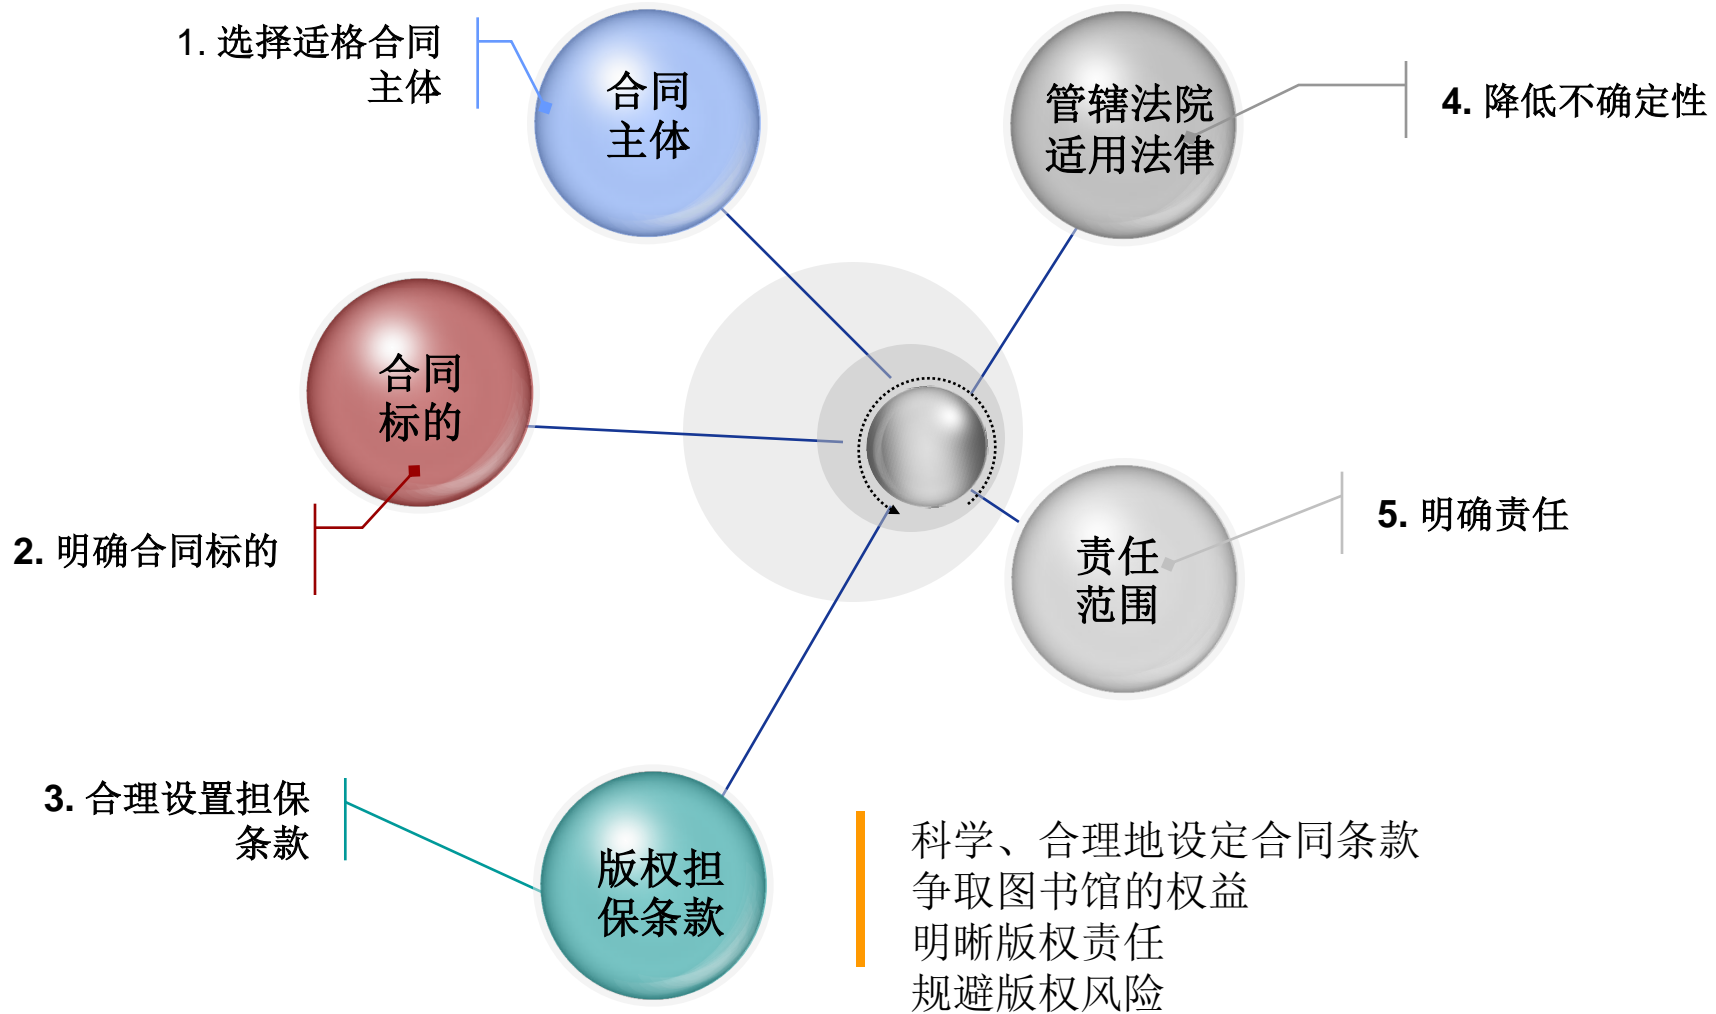 1. 选择适格合同
主体
合同
主体
管辖法院
适用法律
4. 降低不确定性
合同
标的
2. 明确合同标的
责任
范围
5. 明确责任
3. 合理设置担保
条款
版权担
保条款
科学、合理地设定合同条款
争取图书馆的权益
明晰版权责任
规避版权风险